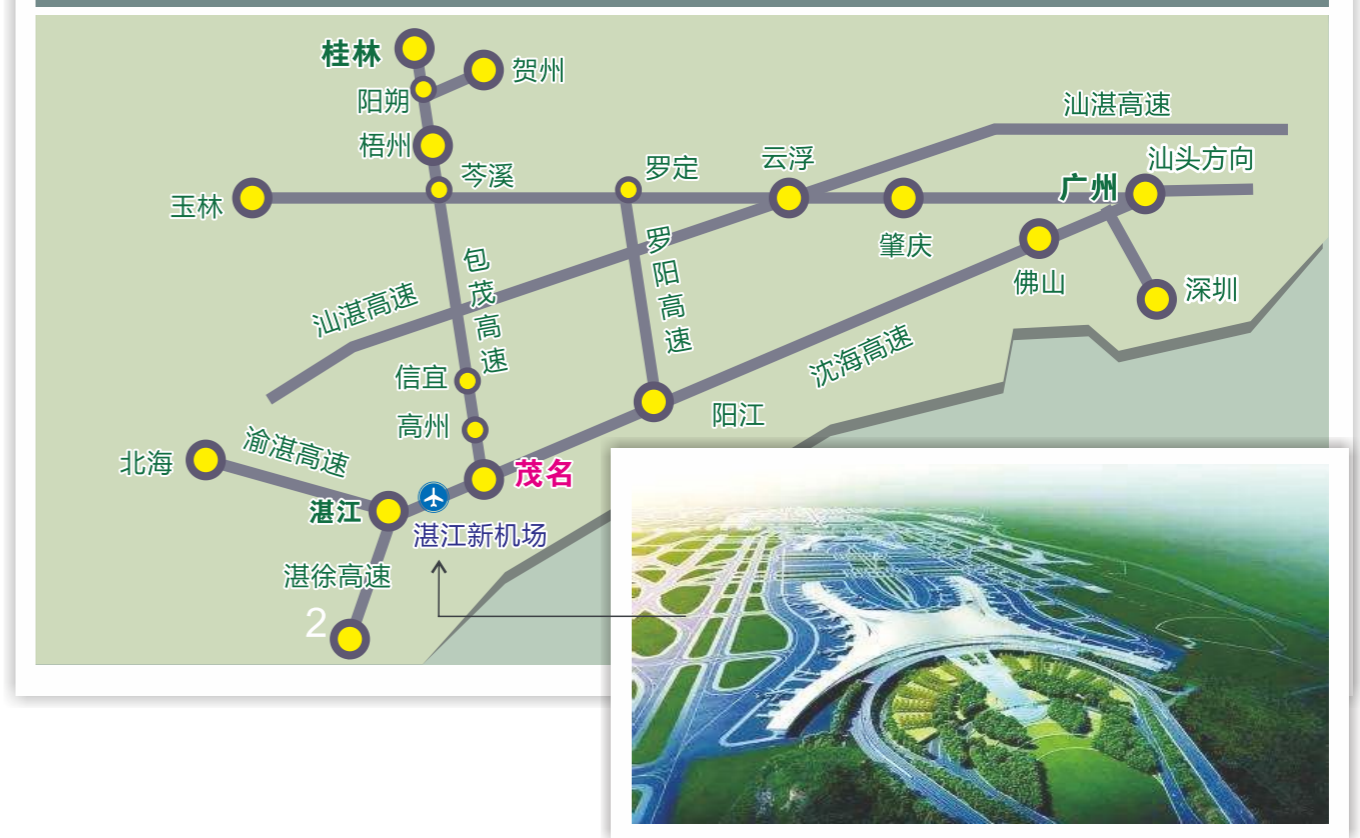 桂林
贺州
阳朔
汕湛高速
梧州
汕头方向
云浮
罗定
芩溪
广州
玉林
肇庆
罗阳高速
包茂高速
佛山
深圳
汕湛高速
沈海高速
信宜
阳江
高州
渝湛高速
北海
茂名
湛江
湛江新机场
湛徐高速
2